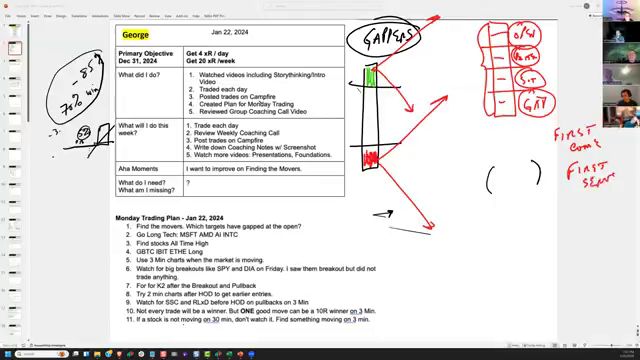 George
Jan 22, 2024
Primary Objective
Dec 31, 2024
Get 4 xR / day
Get 20 xR /week
What did I do?
1. Watched videos including Storythinking/Intro
Video
2. Traded each day
3. Posted trades on Campfire
4. Created Plan for Monday Trading
5. Reviewed Group Coaching Call Video
What will I do this
week?
1. Trade each day
2. Review Weekly Coaching Call
3. Post trades on Campfire
4. Write down Coaching Notes w/ Screenshot
5. Watch more videos: Presentations, Foundations.
Aha Moments
I want to improve on Finding the Movers.
What do I need?
What am I missing?
?
Monday Trading Plan - Jan 22, 2024
1. Find the movers. Which targets have gapped at the open?
2. Go Long Tech: MSFT AMD Ai INTC
3. Find stocks All Time High
4. GBTC IBIT ETHE Long
5. Use 3 Min charts when the market is moving.
6. Watch for big breakouts like SPY and DIA on Friday. I saw them breakout but did not
trade anything.
7. For for K2 after the Breakout and Pullback
8. Try 2 min charts after HOD to get earlier entries.
9. Watch for SSC and RLxD before HOD on pullbacks on 3 Min
10. Not every trade will be a winner. But ONE good move can be a 10R winner on 3 Min.
11. If a stock is not moving on 30 min, don't watch it. Find something moving on 3 min.
GAPPERS
OPEN
GAP
FIRST
COME
FIRST
70% win